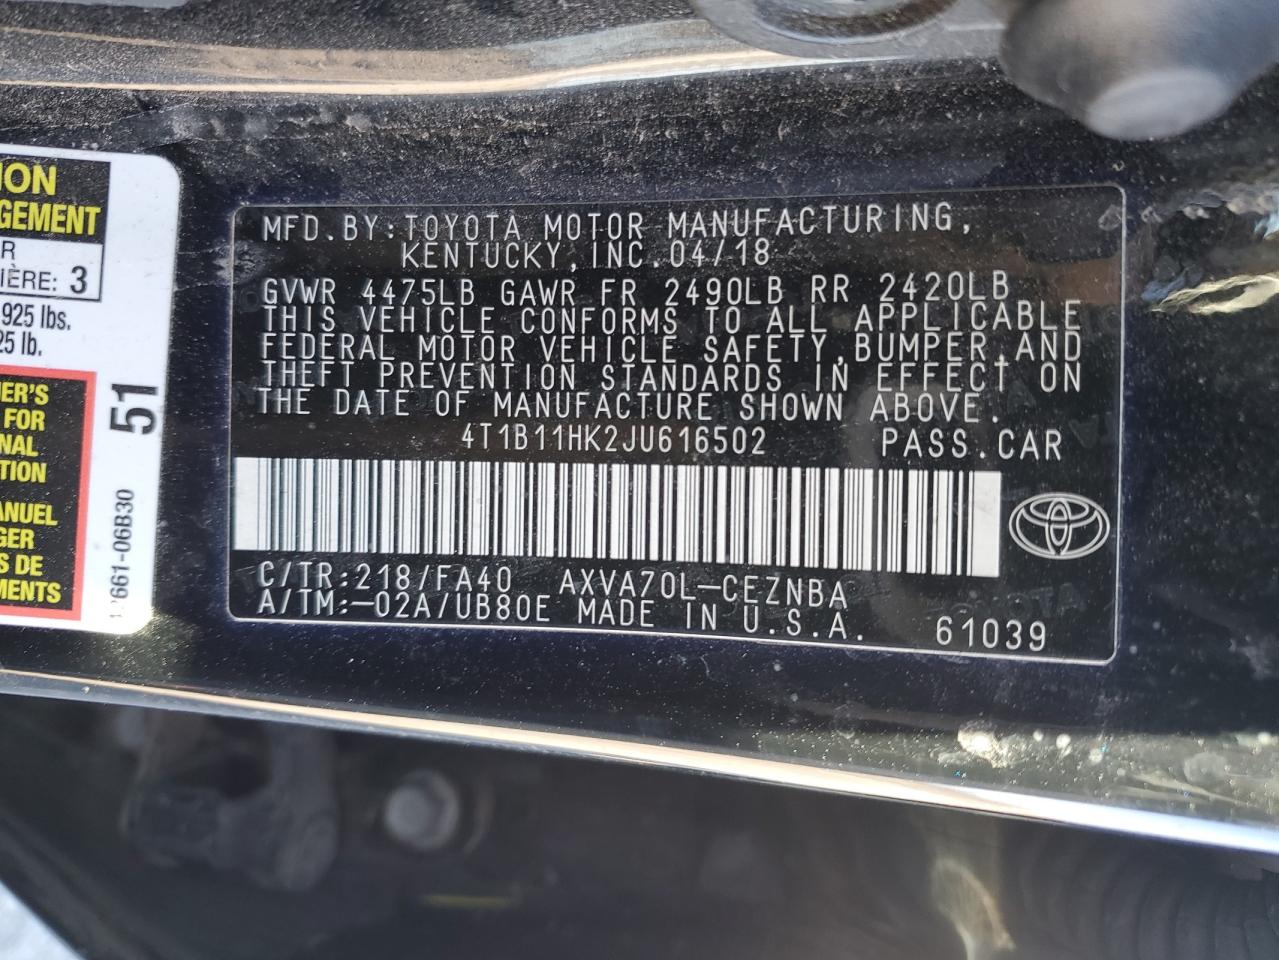 ION
GEMENT
R
IÈRE: 3
925 lbs.
25 lb.
ER'S
FOR
NAL
TION
ANUEL
GER
S DE
MENTS
51
661-06B30
MFD.BY:TOYOTA MOTOR MANUFACTURING,
KENTUCKY,INC.04/18
GVWR 4475LB GAWR FR 2490LB RR 2420LB
THIS VEHICLE CONFORMS TO ALL APPLICABLE
FEDERAL MOTOR VEHICLE SAFETY,BUMPER,AND
THEFT PREVENTION STANDARDS IN EFFECT ON
THE DATE OF MANUFACTURE SHOWN ABOVE.
4T1B11HK2JU616502 PASS.CAR
C/TR:218/FA40 AXVA70L-CEZNBA
A/TM:-02A/UB80E MADE IN U.S.A. 61039